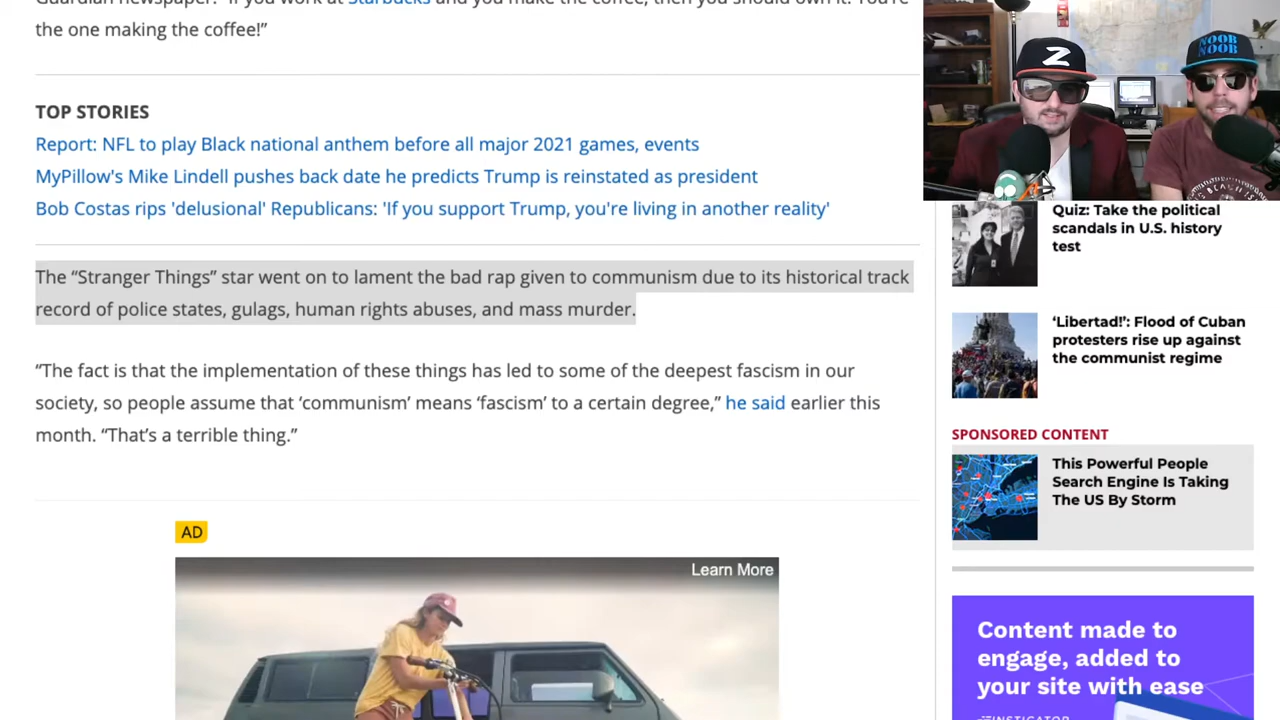 Guardian newspaper. "If you work at Starbucks and you make the coffee, then you should own it. You're
the one making the coffee!”
TOP STORIES
Report: NFL to play Black national anthem before all major 2021 games, events
MyPillow's Mike Lindell pushes back date he predicts Trump is reinstated as president
Bob Costas rips 'delusional' Republicans: 'If you support Trump, you're living in another reality'
The “Stranger Things” star went on to lament the bad rap given to communism due to its historical track
record of police states, gulags, human rights abuses, and mass murder.
“The fact is that the implementation of these things has led to some of the deepest fascism in our
society, so people assume that ‘communism’ means ‘fascism’ to a certain degree,” he said earlier this
month. “That’s a terrible thing.”
AD
Learn More
Z
NOOB
NOOB
Quiz: Take the political
scandals in U.S. history
test
‘Libertad!’: Flood of Cuban
protesters rise up against
the communist regime
SPONSORED CONTENT
This Powerful People
Search Engine Is Taking
The US By Storm
Content made to
engage, added to
your site with ease
INSTIGATOR